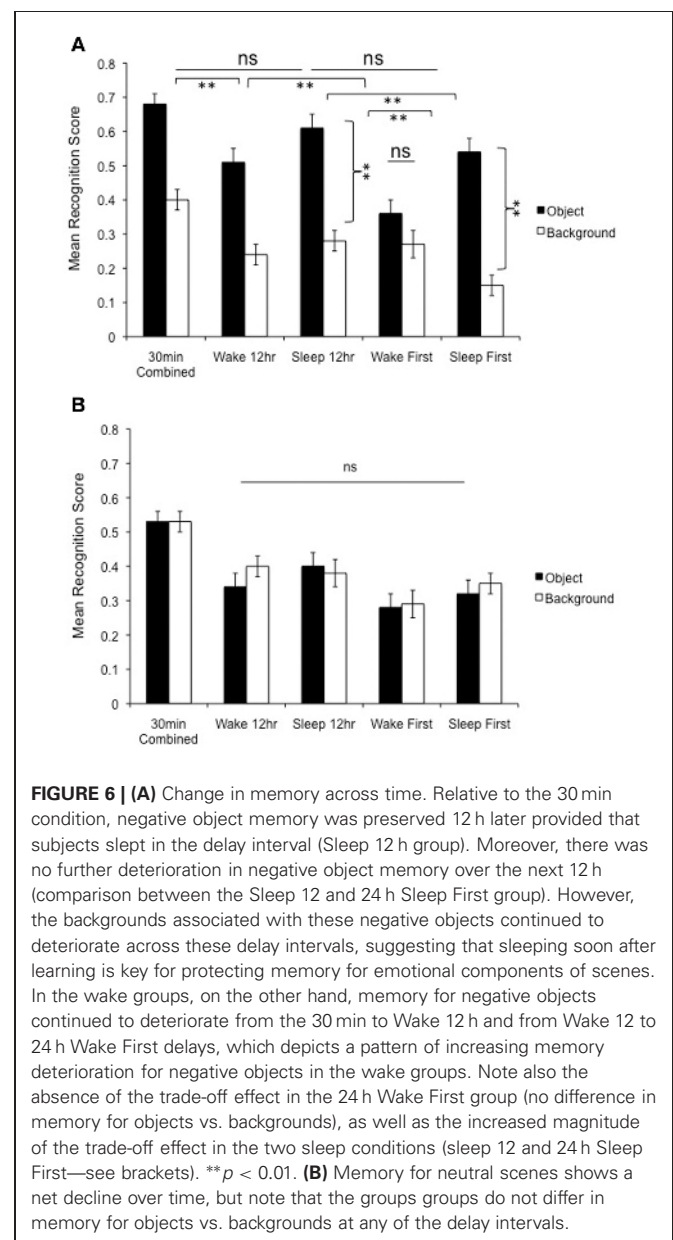 A
ns ns
** ** **
**
ns
**
**
0.8
0.7
0.6
0.5
0.4
0.3
0.2
0.1
0
Mean Recognition Score
■Object
□Background
30min Wake 12hr Sleep 12hr Wake First Sleep First
Combined
B
0.8
0.7
0.6
0.5
0.4
0.3
0.2
0.1
0
Mean Recognition Score
ns
■Object
□Background
30min Wake 12hr Sleep 12hr Wake First Sleep First
Combined
FIGURE 6 | (A) Change in memory across time. Relative to the 30 min
condition, negative object memory was preserved 12 h later provided that
subjects slept in the delay interval (Sleep 12 h group). Moreover, there was
no further deterioration in negative object memory over the next 12 h
(comparison between the Sleep 12 and 24 h Sleep First group). However,
the backgrounds associated with these negative objects continued to
deteriorate across these delay intervals, suggesting that sleeping soon after
learning is key for protecting memory for emotional components of scenes.
In the wake groups, on the other hand, memory for negative objects
continued to deteriorate from the 30 min to Wake 12 h and from Wake 12 to
24 h Wake First delays, which depicts a pattern of increasing memory
deterioration for negative objects in the wake groups. Note also the
absence of the trade-off effect in the 24 h Wake First group (no difference in
memory for objects vs. backgrounds), as well as the increased magnitude
of the trade-off effect in the two sleep conditions (sleep 12 and 24 h Sleep
First—see brackets). **p < 0.01. (B) Memory for neutral scenes shows a
net decline over time, but note that the groups groups do not differ in
memory for objects vs. backgrounds at any of the delay intervals.